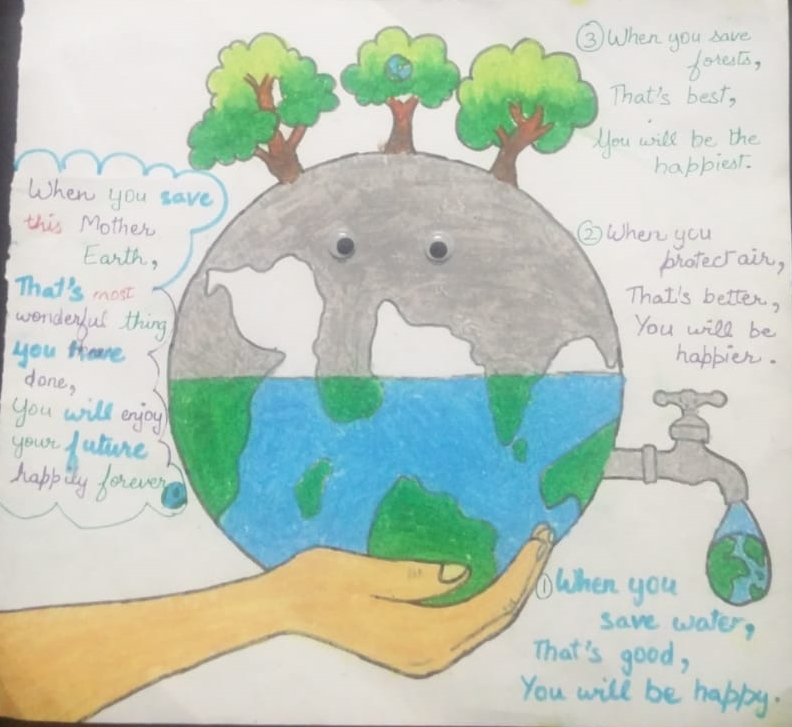 When you save
this Mother
Earth,
That's most
wonderful thing
you have
done,
You will enjoy
your future
happily forever
③ When you save
forests,
That's best,
You will be the
happiest.
② When you
protect air,
That's better,
You will be
happier.
① When you
save water,
That's good,
You will be happy.